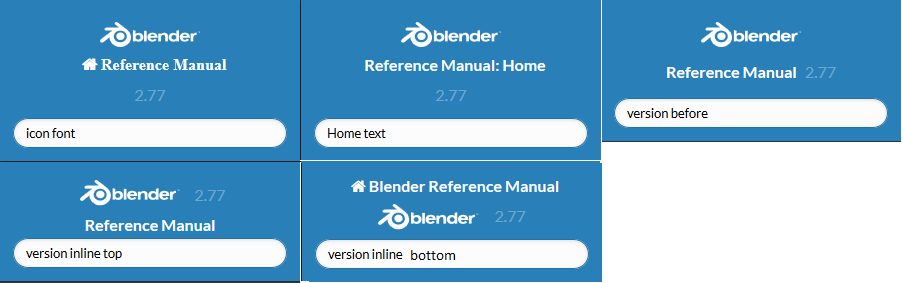 blender
Reference Manual
2.77
icon font
blender
Reference Manual: Home
2.77
Home text
blender
Reference Manual 2.77
version before
blender 2.77
Reference Manual
version inline top
Blender Reference Manual
blender 2.77
version inline bottom